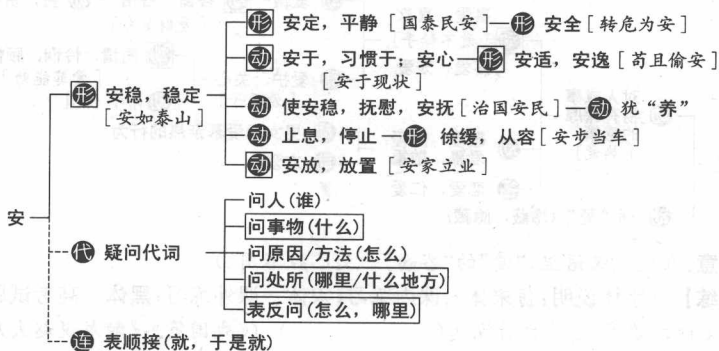 形 安定，平静［国泰民安］—形 安全［转危为安］
动 安于，习惯于；安心—形 安适，安逸［苟且偷安］
［安于现状］
形 安稳，稳定
［安如泰山］
动 使安稳，抚慰，安抚［治国安民］—动 犹“养”
动 止息，停止—形 徐缓，从容［安步当车］
动 安放，放置［安家立业］
安
代 疑问代词
问人（谁）
问事物（什么）
问原因/方法（怎么）
问处所（哪里/什么地方）
表反问（怎么，哪里）
连 表顺接（就，于是就）